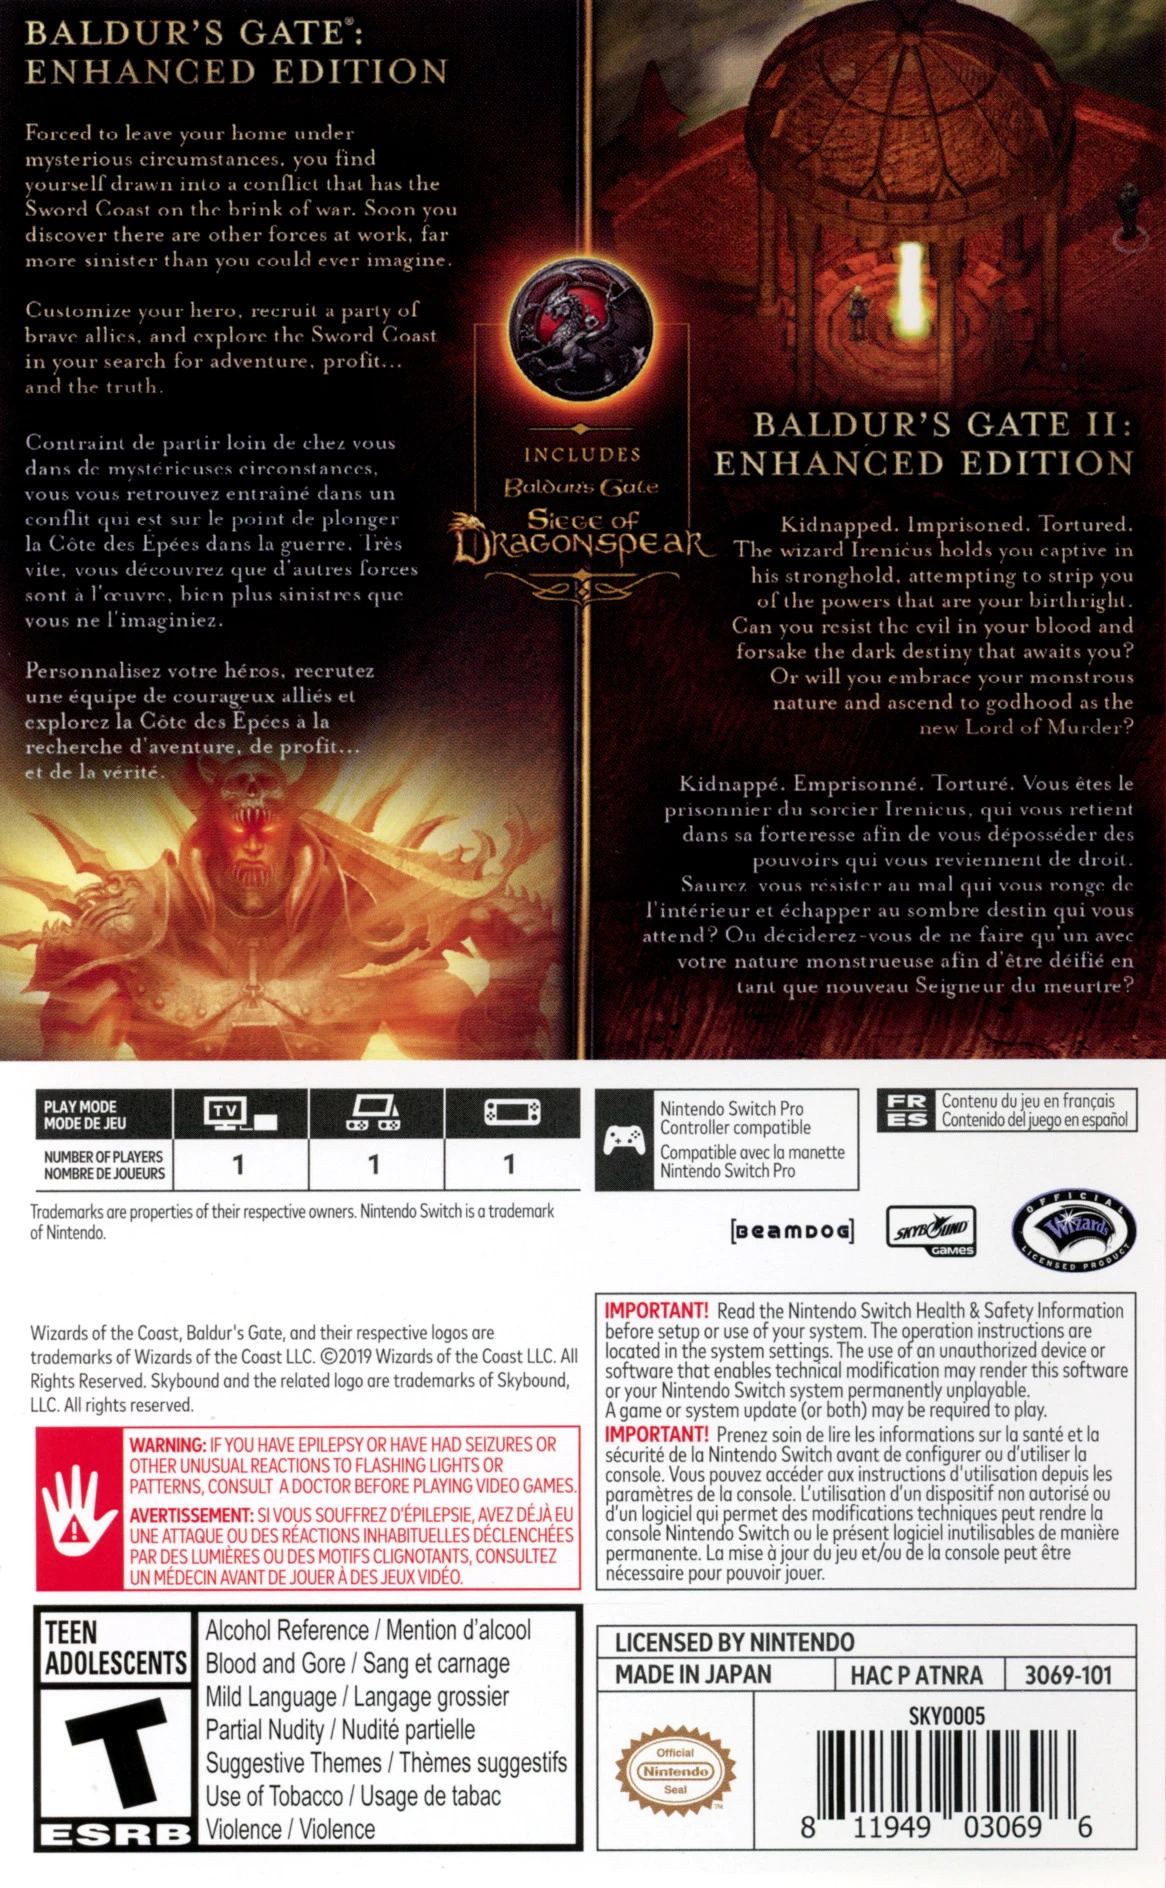 BALDUR'S GATE®:
ENHANCED EDITION
Forced to leave your home under
mysterious circumstances, you find
yourself drawn into a conflict that has the
Sword Coast on the brink of war. Soon you
discover there are other forces at work, far
more sinister than you could ever imagine.
Customize your hero, recruit a party of
brave allies, and explore the Sword Coast
in your search for adventure, profit...
and the truth.
Contraint de partir loin de chez vous
dans de mystérieuses circonstances,
vous vous retrouvez entraîné dans un
conflit qui est sur le point de plonger
la Côte des Épées dans la guerre. Très
vite, vous découvrez que d'autres forces
sont à l'œuvre, bien plus sinistres que
vous ne l'imaginiez.
Personnalisez votre héros, recrutez
une équipe de courageux alliés et
explorez la Côte des Épées à la
recherche d'aventure, de profit...
et de la vérité.
INCLUDES
Baldur's Gate
SIEGE OF
DRAGONSPEAR
BALDUR'S GATE II:
ENHANCED EDITION
Kidnapped. Imprisoned. Tortured.
The wizard Irenicus holds you captive in
his stronghold, attempting to strip you
of the powers that are your birthright.
Can you resist the evil in your blood and
forsake the dark destiny that awaits you?
Or will you embrace your monstrous
nature and ascend to godhood as the
new Lord of Murder?
Kidnappé. Emprisonné. Torturé. Vous êtes le
prisonnier du sorcier Irenicus, qui vous retient
dans sa forteresse afin de vous déposséder des
pouvoirs qui vous reviennent de droit.
Saurez-vous résister au mal qui vous ronge de
l'intérieur et échapper au sombre destin qui vous
attend? Ou déciderez-vous de ne faire qu'un avec
votre nature monstrueuse afin d'être déifié en
tant que nouveau Seigneur du meurtre?
PLAY MODE
MODE DE JEU
TV
NUMBER OF PLAYERS
NOMBRE DE JOUEURS
1 1 1
Trademarks are properties of their respective owners. Nintendo Switch is a trademark
of Nintendo.
Nintendo Switch Pro
Controller compatible
Compatible avec la manette
Nintendo Switch Pro
FR Contenu du jeu en français
ES Contenido del juego en español
[BEAMDOG]
SKYBOUND
GAMES
OFFICIAL
Wizards
LICENSED PRODUCT
Wizards of the Coast, Baldur's Gate, and their respective logos are
trademarks of Wizards of the Coast LLC. ©2019 Wizards of the Coast LLC. All
Rights Reserved. Skybound and the related logo are trademarks of Skybound,
LLC. All rights reserved.
WARNING: IF YOU HAVE EPILEPSY OR HAVE HAD SEIZURES OR
OTHER UNUSUAL REACTIONS TO FLASHING LIGHTS OR
PATTERNS, CONSULT A DOCTOR BEFORE PLAYING VIDEO GAMES.
AVERTISSEMENT: SI VOUS SOUFFREZ D'ÉPILEPSIE, AVEZ DÉJÀ EU
UNE ATTAQUE OU DES RÉACTIONS INHABITUELLES DÉCLENCHÉES
PAR DES LUMIÈRES OU DES MOTIFS CLIGNOTANTS, CONSULTEZ
UN MÉDECIN AVANT DE JOUER À DES JEUX VIDÉO.
IMPORTANT! Read the Nintendo Switch Health & Safety Information
before setup or use of your system. The operation instructions are
located in the system settings. The use of an unauthorized device or
software that enables technical modification may render this software
or your Nintendo Switch system permanently unplayable.
A game or system update (or both) may be required to play.
IMPORTANT! Prenez soin de lire les informations sur la santé et la
sécurité de la Nintendo Switch avant de configurer ou d'utiliser la
console. Vous pouvez accéder aux instructions d'utilisation depuis les
paramètres de la console. L'utilisation d'un dispositif non autorisé ou
d'un logiciel qui permet des modifications techniques peut rendre la
console Nintendo Switch ou le présent logiciel inutilisables de manière
permanente. La mise à jour du jeu et/ou de la console peut être
nécessaire pour pouvoir jouer.
TEEN
ADOLESCENTS
T
ESRB
Alcohol Reference / Mention d'alcool
Blood and Gore / Sang et carnage
Mild Language / Langage grossier
Partial Nudity / Nudité partielle
Suggestive Themes / Thèmes suggestifs
Use of Tobacco / Usage de tabac
Violence / Violence
LICENSED BY NINTENDO
MADE IN JAPAN HAC P ATNRA 3069-101
SKY0005
Official
Nintendo
Seal
TM
8 11949 03069 6